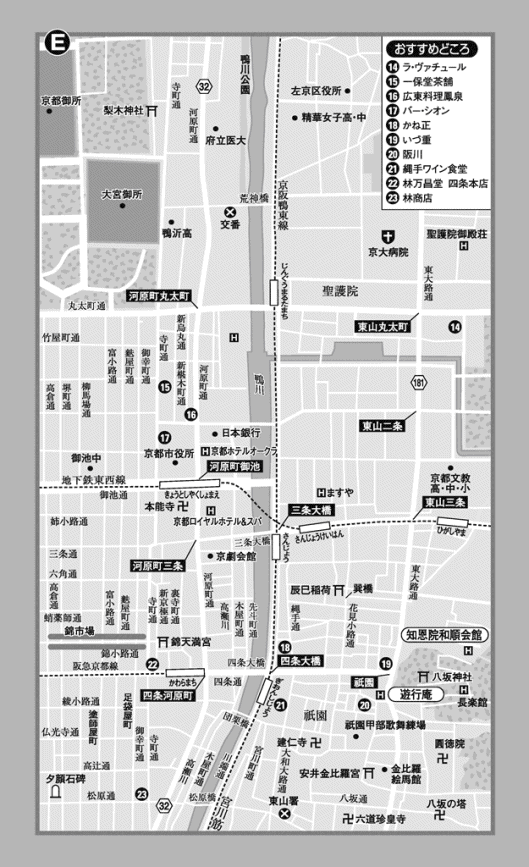 E
おすすめどころ
14 ラ・ヴァチュール
15 一保堂茶舗
16 広東料理鳳泉
17 バー・シオン
18 かね正
19 いづ重
20 阪川
21 縄手ワイン食堂
22 林万昌堂 四条本店
23 林商店
京都御所
梨木神社
寺町通
32
河原町通
鴨川公園
左京区役所
精華女子高・中
府立医大
大宮御所
荒神橋
京阪鴨東線
交番
鴨沂高
京大病院
聖護院御殿荘
H
じんぐうまるたまち
聖護院
東大路通
河原町丸太町
丸太町通
東山丸太町
14
竹屋町通
新烏丸通
寺町通
御幸町通
麩屋町通
富小路通
柳馬場通
堺町通
高倉通
新椹木町通
河原町通
H
鴨川
15
16
181
東山二条
17
日本銀行
京都市役所
H京都ホテルオークラ
御池中
河原町御池
地下鉄東西線
きょうとしやくしょまえ
御池通
本能寺
H
京都ロイヤルホテル&スパ
Hますや
三条大橋
京都文教高・中・小
東山三条
姉小路通
三条大橋
さんじょう
さんじょうけいはん
ひがしやま
三条通
河原町三条
京劇会館
六角通
高倉通
蛸薬師通
富小路通
麩屋町通
寺町通
新京極通
裏寺町通
河原町通
高瀬川
木屋町通
先斗町通
縄手通
辰巳稲荷
巽橋
花見小路通
東大路通
錦市場
錦天満宮
錦小路通
知恩院和順会館
H
18
阪急京都線
22
かわらまち
四条大橋
四条大橋
19
祇園
八坂神社
四条河原町
四条通
ぎおんしじょう
21
20
H
遊行庵
H
長楽館
綾小路通
足袋屋町
塗師屋町
御幸町通
寺町通
仏光寺通
団栗橋
祇園
祇園甲部歌舞練場
建仁寺
圓徳院
高辻通
高瀬川
木屋町通
川端通
宮川町通
大和大路通
安井金比羅宮
金比羅絵馬館
夕顔石碑
松原通
23
32
松原橋
宮川筋
東山署
八坂通
八坂の塔
六道珍皇寺